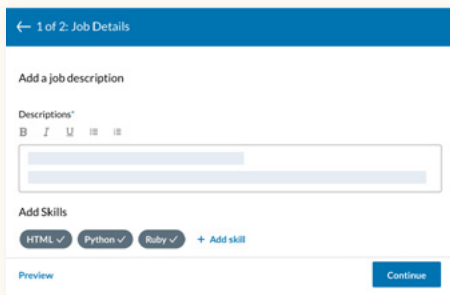 ← 1 of 2: Job Details
Add a job description
Descriptions*
B I U
Add Skills
HTML ✓ Python ✓ Ruby ✓ + Add skill
Preview Continue